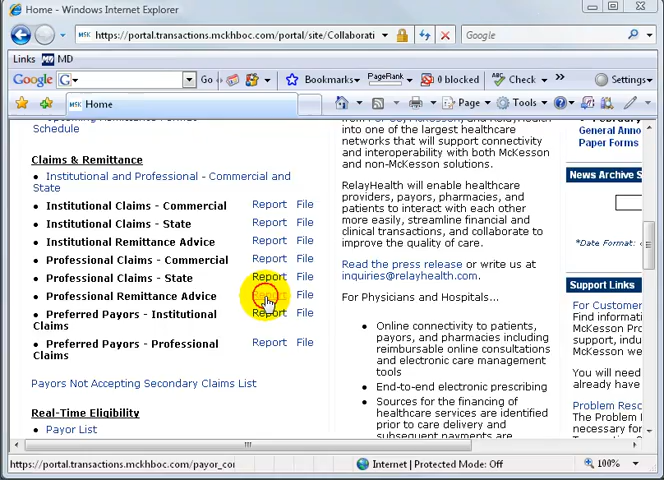 Home - Windows Internet Explorer
https://portal.transactions.mckhboc.com/portal/site/Collaborati
Google
Links MD
Google G Go Bookmarks PageRank 0 blocked Check Settings
Home Page Tools
Schedule
Claims & Remittance
Institutional and Professional - Commercial and
State
Institutional Claims - Commercial Report File
Institutional Claims - State Report File
Institutional Remittance Advice Report File
Professional Claims - Commercial Report File
Professional Claims - State Report File
Professional Remittance Advice Report File
Preferred Payors - Institutional Report File
Claims
Preferred Payors - Professional Report File
Claims
Payors Not Accepting Secondary Claims List
Real-Time Eligibility
Payor List
into one of the largest healthcare
networks that will support connectivity
and interoperability with both McKesson
and non-McKesson solutions.
RelayHealth will enable healthcare
providers, payors, pharmacies, and
patients to interact with each other
more easily, streamline financial and
clinical transactions, and collaborate to
improve the quality of care.
Read the press release or write us at
inquiries@relayhealth.com.
For Physicians and Hospitals...
Online connectivity to patients,
payors, and pharmacies including
reimbursable online consultations
and electronic care management
tools
End-to-end electronic prescribing
Sources for the financing of
healthcare services are identified
prior to care delivery and
subsequent payments are
General Anno
Paper Forms
News Archive S
*Date Format:
Support Links
For Customer
Find informatio
McKesson Pro
support, indu
McKesson we
You will need
already have
Problem Resc
The Problem
necessary for
https://portal.transactions.mckhboc.com/payor_cor
Internet | Protected Mode: Off
100%